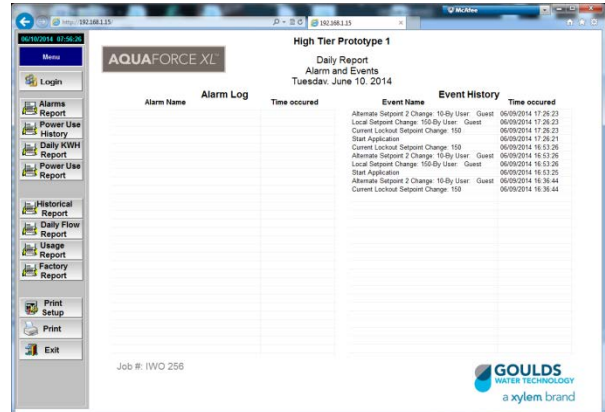 McAfee
http://192.168.1.15/
192.168.1.15
06/10/2014 07:56:26
Menu
Login
Alarms Report
Power Use History
Daily KWH Report
Power Use Report
Historical Report
Daily Flow Report
Usage Report
Factory Report
Print Setup
Print
Exit
AQUAFORCE XL™
High Tier Prototype 1
Daily Report
Alarm and Events
Tuesday, June 10, 2014
Alarm Log
Alarm Name Time occured
Event History
Event Name Time occured
Alternate Setpoint 2 Change: 10-By User: Guest 06/09/2014 17:26:23
Local Setpoint Change: 150-By User: Guest 06/09/2014 17:26:23
Current Lockout Setpoint Change: 150 06/09/2014 17:26:23
Start Application 06/09/2014 17:26:21
Current Lockout Setpoint Change: 150 06/09/2014 16:53:26
Alternate Setpoint 2 Change: 10-By User: Guest 06/09/2014 16:53:26
Local Setpoint Change: 150-By User: Guest 06/09/2014 16:53:26
Start Application 06/09/2014 16:53:25
Alternate Setpoint 2 Change: 10-By User: Guest 06/09/2014 16:36:44
Current Lockout Setpoint Change: 150 06/09/2014 16:36:44
Job #: IWO 256
GOULDS
WATER TECHNOLOGY
a xylem brand